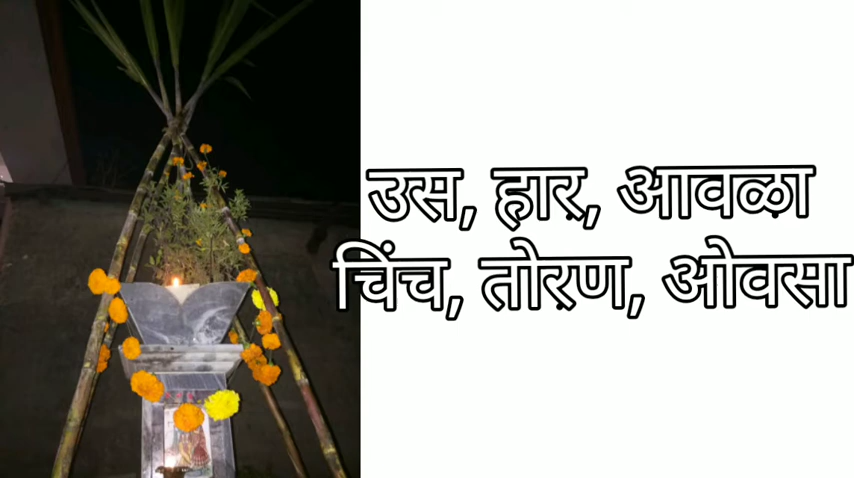 उस, हार, आवळा
चिंच, तोरण, ओवसा